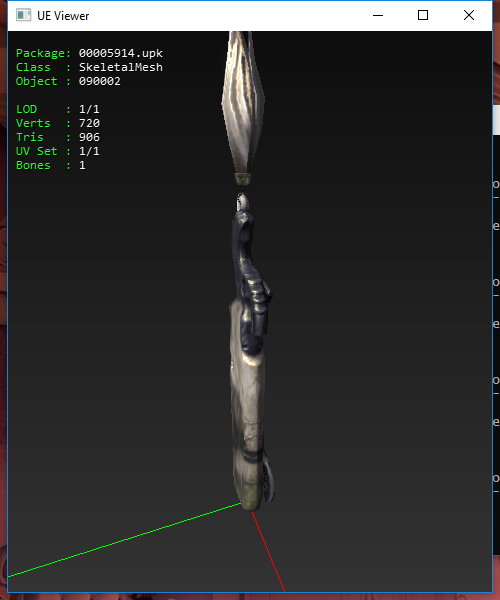 UE Viewer
Package: 00005914.upk
Class  : SkeletalMesh
Object : 090002
LOD    : 1/1
Verts  : 720
Tris   : 906
UV Set : 1/1
Bones  : 1